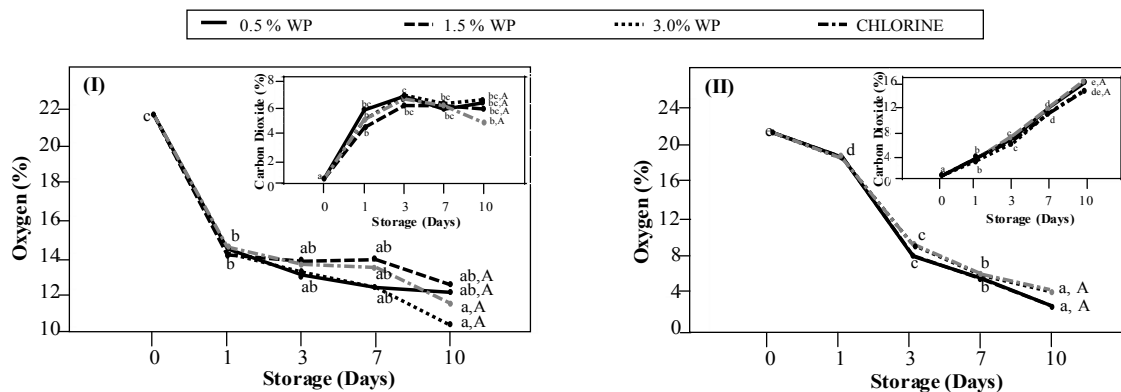 0.5 % WP 1.5 % WP 3.0% WP CHLORINE
(I)
Oxygen (%)
22
20
18
16
14
12
10
0 1 3 7 10
Storage (Days)
c
b
b
ab
ab
ab
ab
ab
ab,A
ab,A
a,A
a,A
Carbon Dioxide (%)
8
6
4
2
0
0 1 3 7 10
Storage (Days)
a
bc
b
b
c
bc
bc
bc
bc,A
bc,A
bc,A
b,A
(II)
Oxygen (%)
24
20
16
12
8
4
0
0 1 3 7 10
Storage (Days)
e
d
c
c
b
b
a, A
a, A
Carbon Dioxide (%)
16
12
8
4
0
0 1 3 7 10
Storage (Days)
a
b
b
c
c
d
d
e,A
de,A